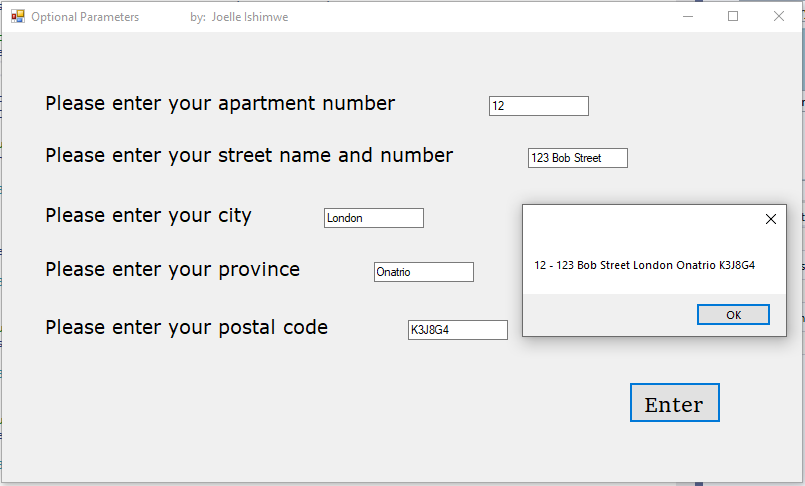 Optional Parameters by: Joelle Ishimwe
Please enter your apartment number 12
Please enter your street name and number 123 Bob Street
Please enter your city London
Please enter your province Onatrio
Please enter your postal code K3J8G4
12 - 123 Bob Street London Onatrio K3J8G4
OK
Enter